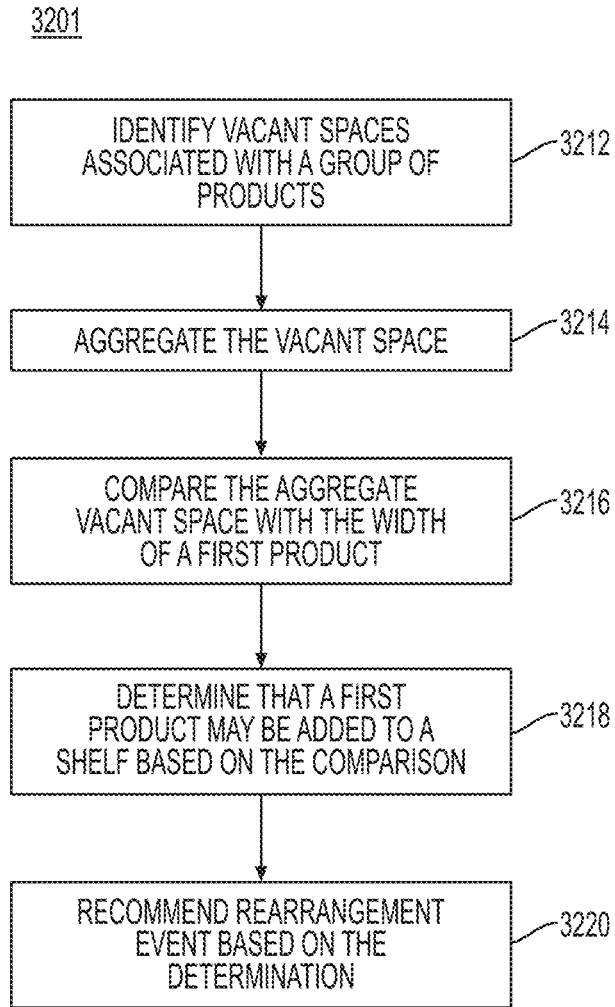 3201
IDENTIFY VACANT SPACES
ASSOCIATED WITH A GROUP OF
PRODUCTS
3212
AGGREGATE THE VACANT SPACE
3214
COMPARE THE AGGREGATE
VACANT SPACE WITH THE WIDTH
OF A FIRST PRODUCT
3216
DETERMINE THAT A FIRST
PRODUCT MAY BE ADDED TO A
SHELF BASED ON THE COMPARISON
3218
RECOMMEND REARRANGEMENT
EVENT BASED ON THE
DETERMINATION
3220